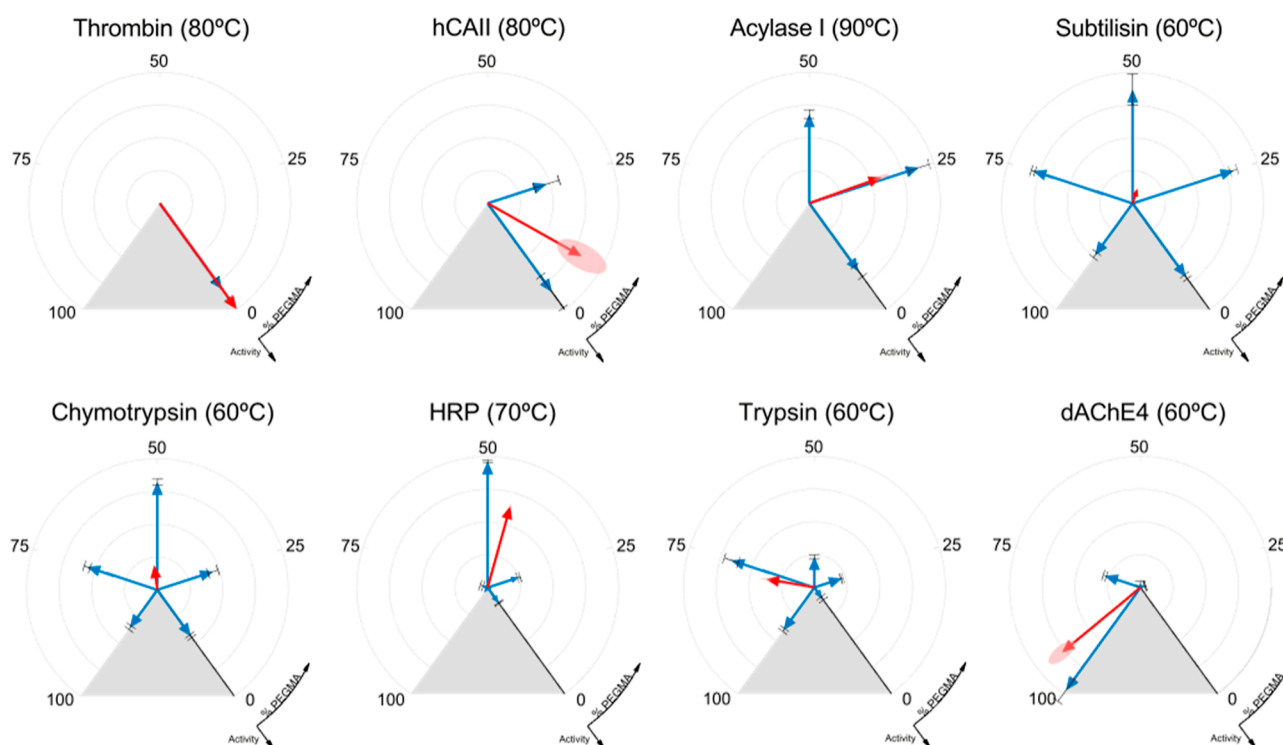 Thrombin (80ºC) hCAII (80ºC) Acylase I (90ºC) Subtilisin (60ºC)
50 50 50 50
75 75 25 75 25 75 25
100 0 100 0 100 0 100 0
% PEGMA % PEGMA % PEGMA % PEGMA
Activity Activity Activity Activity
Chymotrypsin (60ºC) HRP (70ºC) Trypsin (60ºC) dAChE4 (60ºC)
50 50 50 50
75 25 75 25 75 25 75 25
100 0 100 0 100 0 100 0
% PEGMA % PEGMA % PEGMA % PEGMA
Activity Activity Activity Activity